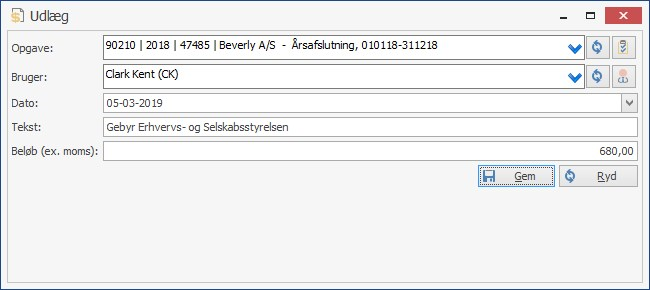 Udlæg
Opgave: 90210 | 2018 | 47485 | Beverly A/S - Årsafslutning, 010118-311218
Bruger: Clark Kent (CK)
Dato: 05-03-2019
Tekst: Gebyr Erhvervs- og Selskabsstyrelsen
Beløb (ex. moms): 680,00
Gem Ryd